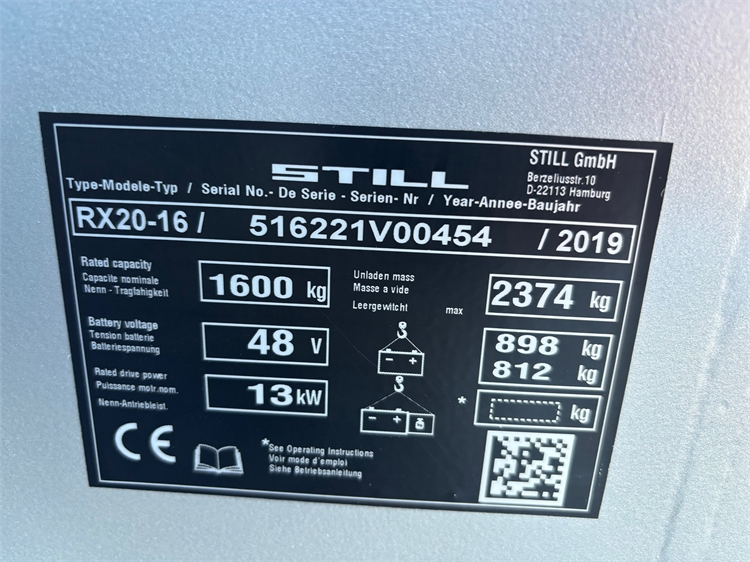 STILL
STILL GmbH
Berzeliusstr. 10
D-22113 Hamburg
Type-Modele-Typ / Serial No.- De Serie - Serien- Nr / Year-Annee-Baujahr
RX20-16 / 516221V00454 / 2019
Rated capacity
Capacite nominale
Nenn - Tragfahigkeit
1600 kg
Unladen mass
Masse a vide
Leergewitcht max
2374 kg
Battery voltage
Tension batterie
Batteriespannung
48 V
- +
898 kg
812 kg
Rated drive power
Puissance motr.nom.
Nenn-Antriebleist.
13 kW
- +
* kg
CE
*See Operating Instructions
Voir mode d'emploi
Siehe Betriebsanleitung